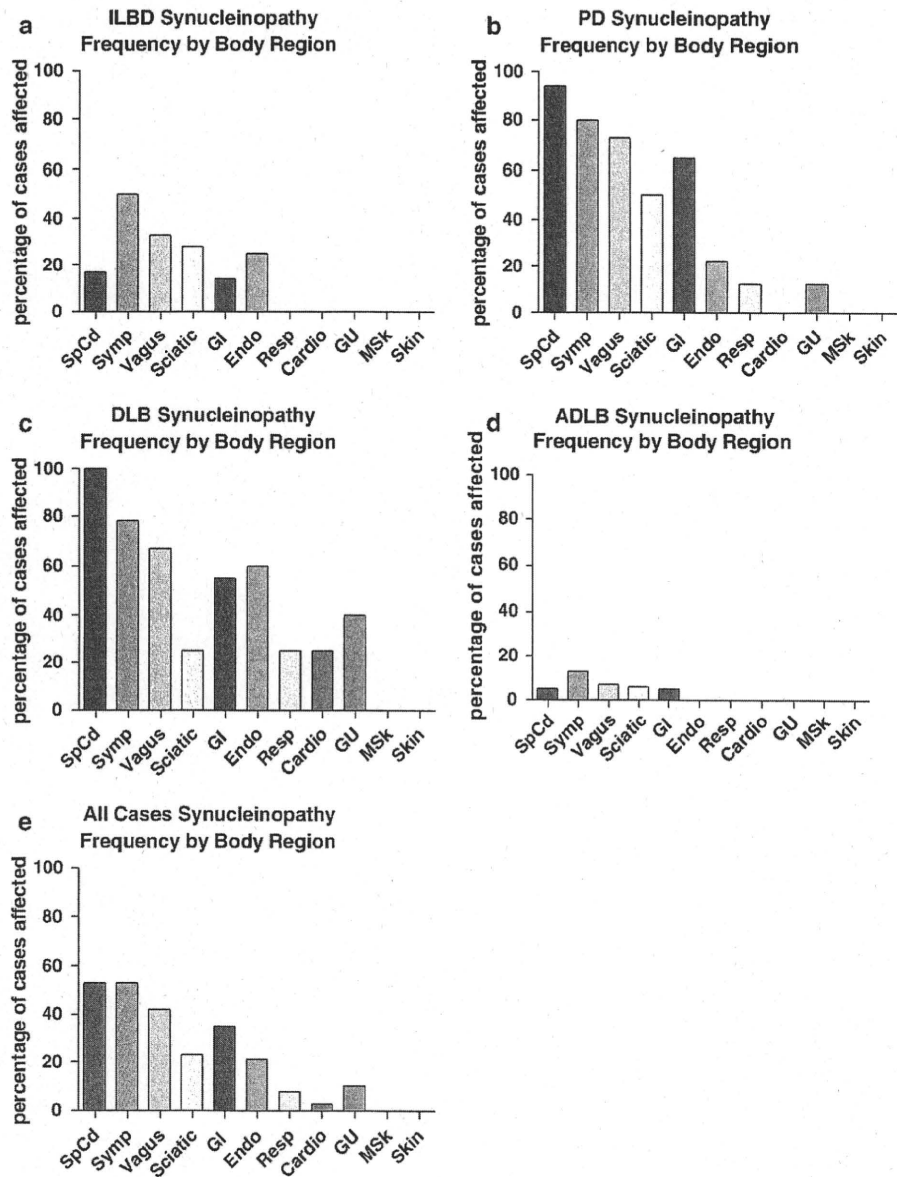 a
ILBD Synucleinopathy
Frequency by Body Region
percentage of cases affected
100
80
60
40
20
0
SpCd
Symp
Vagus
Sciatic
GI
Endo
Resp
Cardio
GU
MSk
Skin
b
PD Synucleinopathy
Frequency by Body Region
percentage of cases affected
100
80
60
40
20
0
SpCd
Symp
Vagus
Sciatic
GI
Endo
Resp
Cardio
GU
MSk
Skin
c
DLB Synucleinopathy
Frequency by Body Region
percentage of cases affected
100
80
60
40
20
0
SpCd
Symp
Vagus
Sciatic
GI
Endo
Resp
Cardio
GU
MSk
Skin
d
ADLB Synucleinopathy
Frequency by Body Region
percentage of cases affected
100
80
40
20
0
SpCd
Symp
Vagus
Sciatic
GI
Endo
Resp
Cardio
GU
MSk
Skin
e
All Cases Synucleinopathy
Frequency by Body Region
percentage of cases affected
100
80
60
40
20
0
SpCd
Symp
Vagus
Sciatic
GI
Endo
Resp
Cardio
GU
MSk
Skin